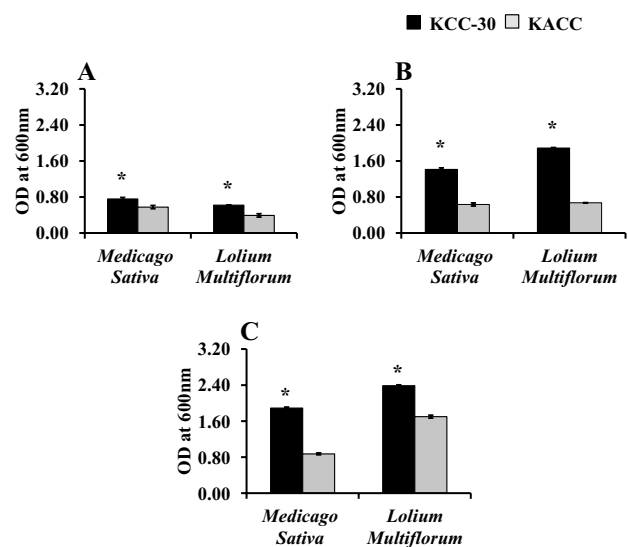 KCC-30 KACC
A
3.20
2.40
1.60
0.80
0.00
OD at 600nm
*
*
Medicago Lolium
Sativa Multiflorum
B
3.20
2.40
1.60
0.80
0.00
OD at 600nm
*
*
Medicago Lolium
Sativa Multiflorum
C
3.20
2.40
1.60
0.80
0.00
OD at 600nm
*
*
Medicago Lolium
Sativa Multiflorum